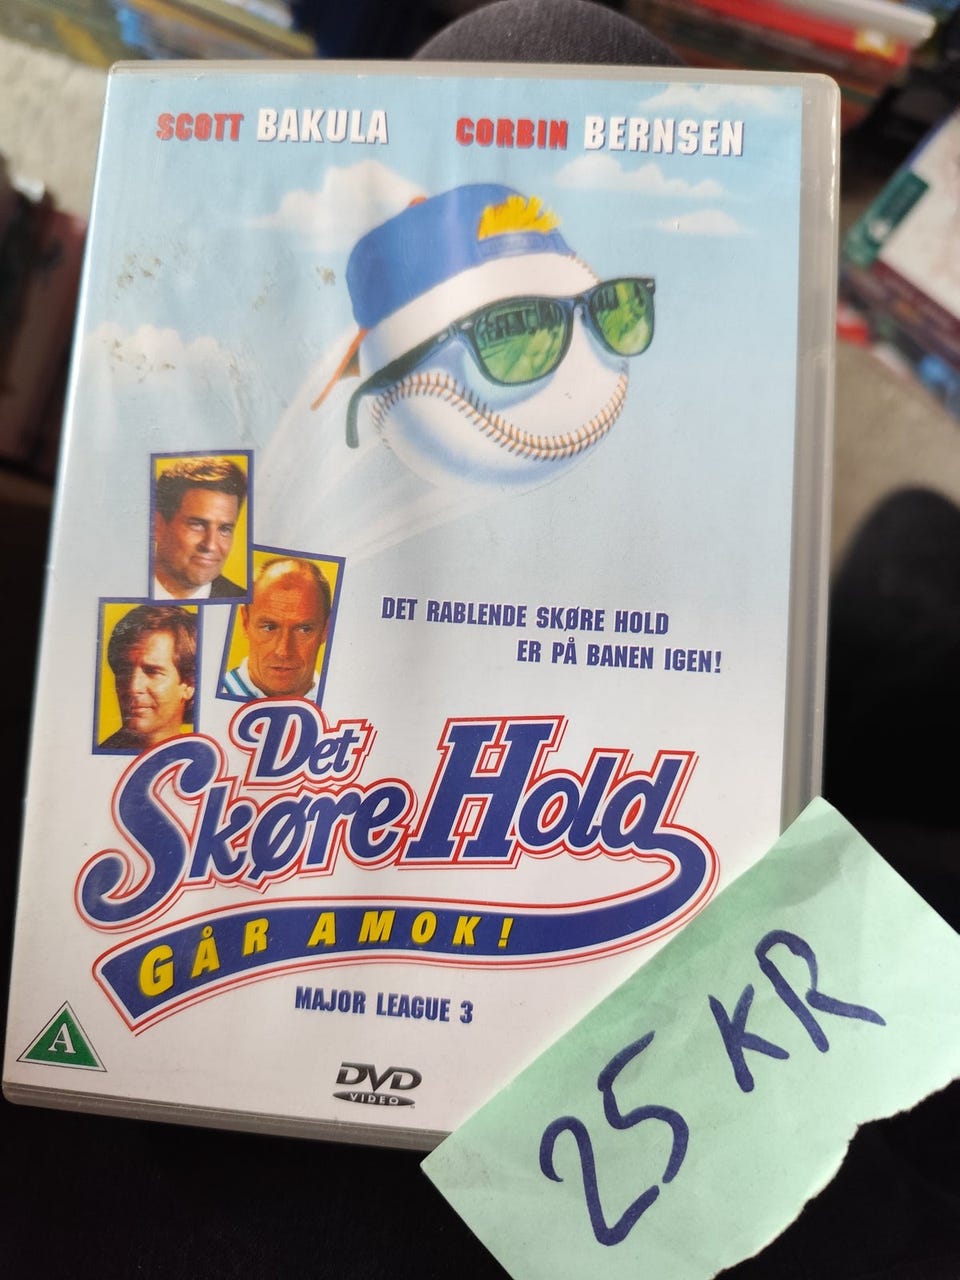 SCOTT BAKULA CORBIN BERNSEN
DET RABLENDE SKØRE HOLD
ER PÅ BANEN IGEN!
Det
Skøre Hold
GÅR AMOK!
MAJOR LEAGUE 3
A
DVD
VIDEO
25 KR